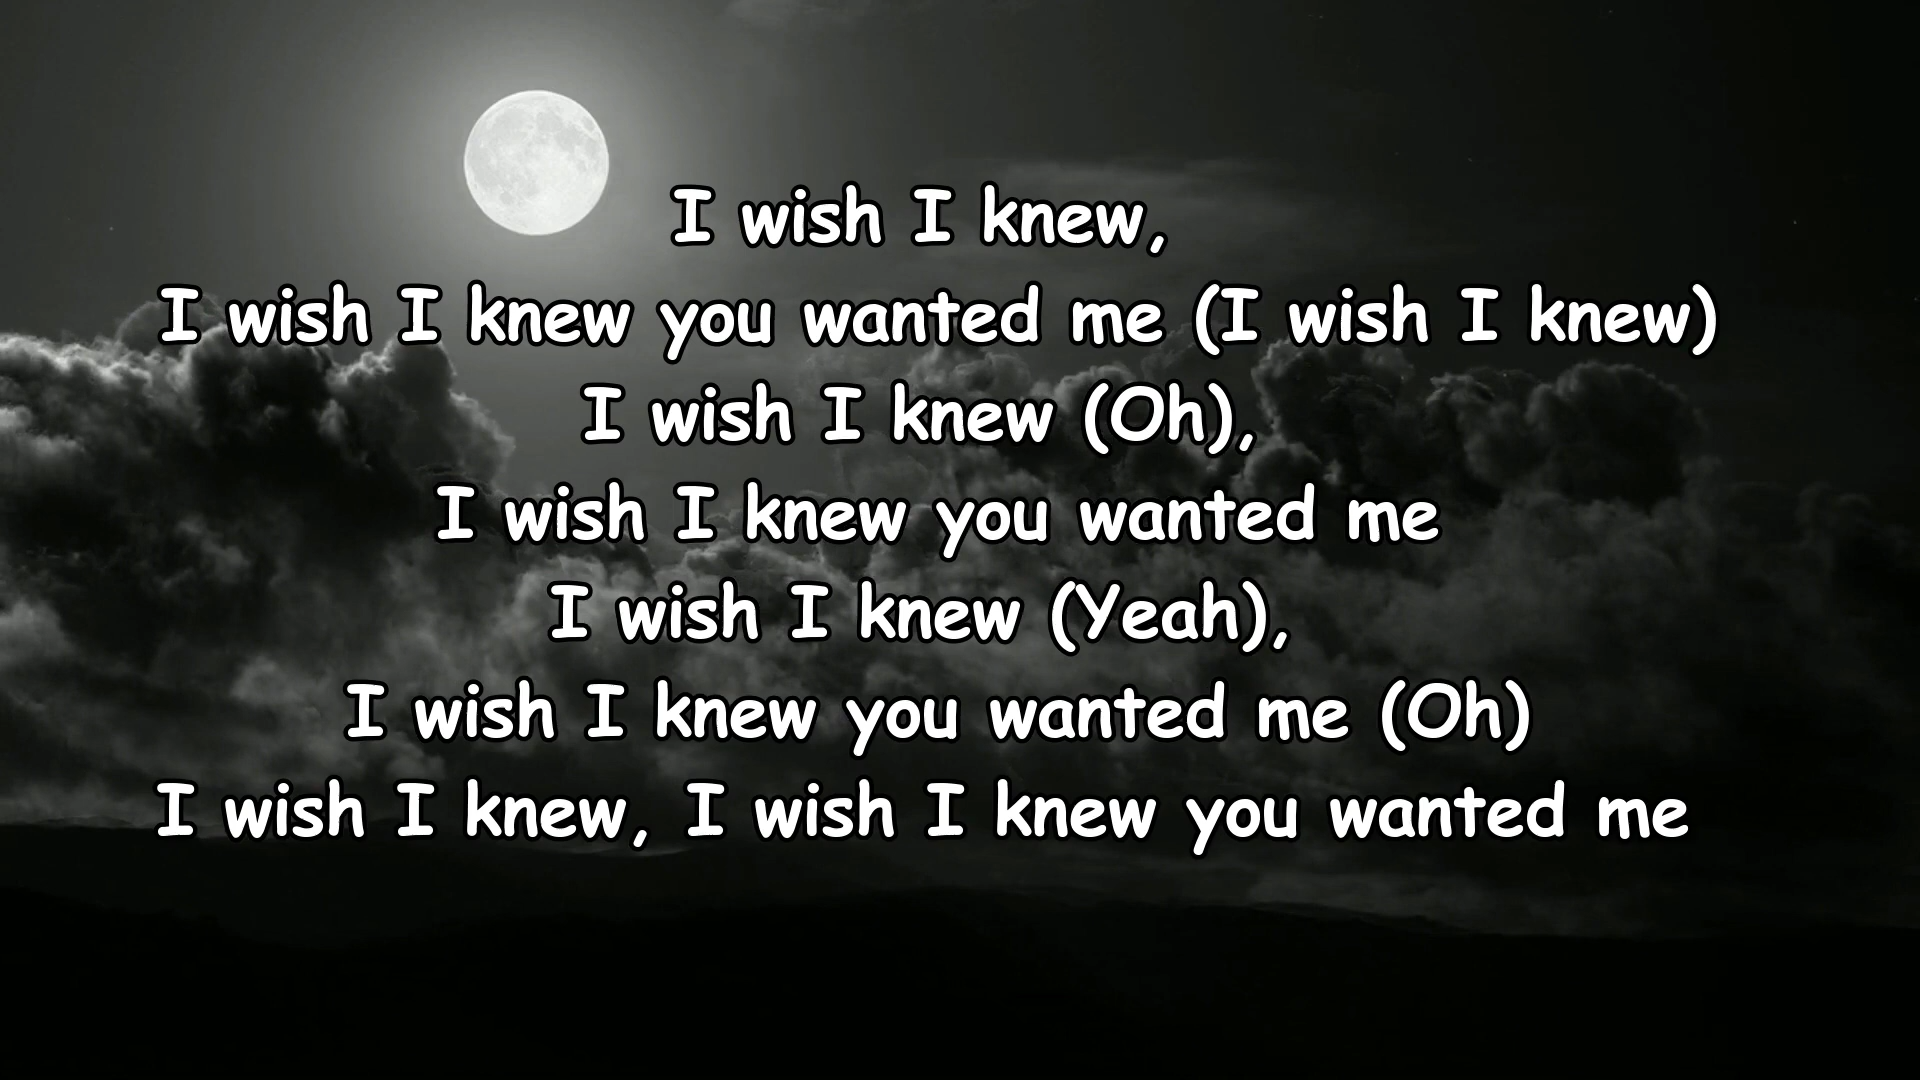 I wish I knew,
I wish I knew you wanted me (I wish I knew)
I wish I knew (Oh),
I wish I knew you wanted me
I wish I knew (Yeah),
I wish I knew you wanted me (Oh)
I wish I knew, I wish I knew you wanted me